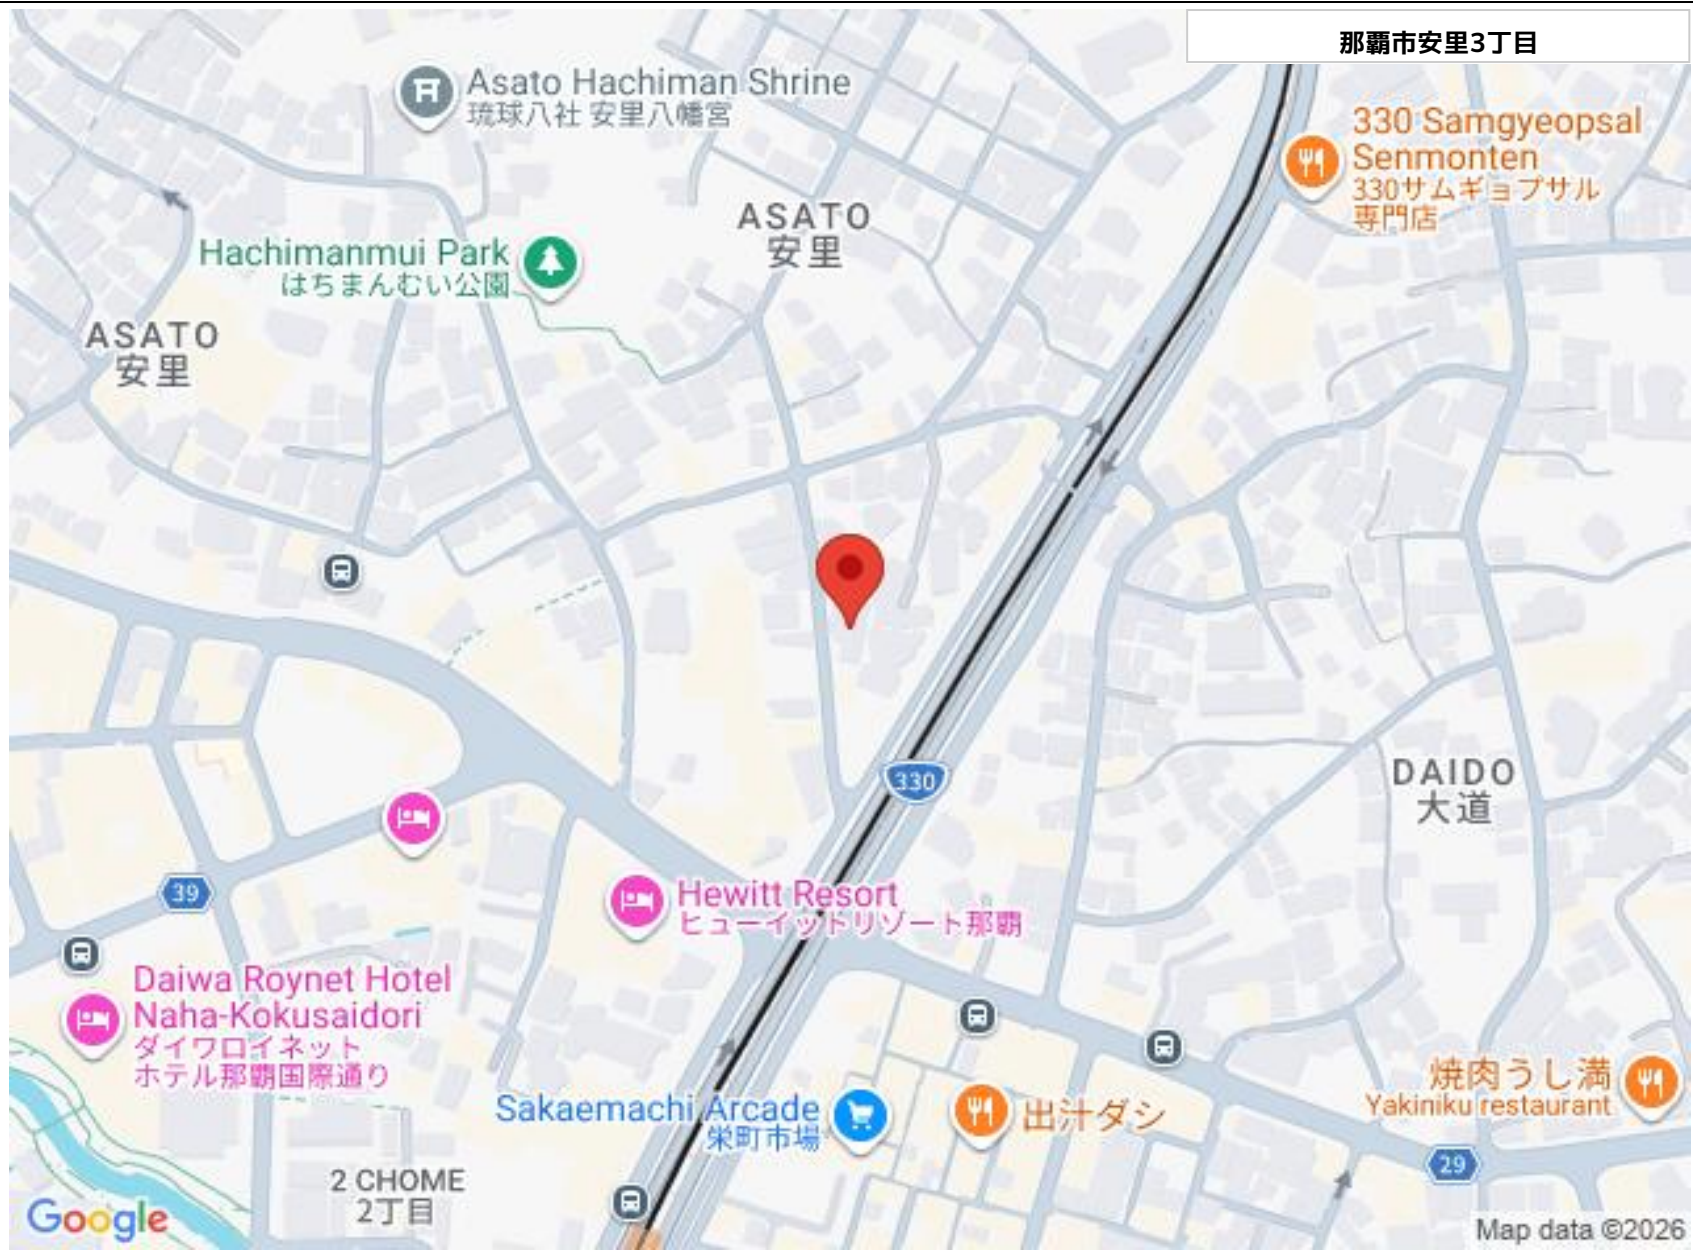 那覇市安里3丁目
Asato Hachiman Shrine
琉球八社 安里八幡宮
330 Samgyeopsal
Senmonten
330サムギョプサル
専門店
ASATO
安里
Hachimanmui Park
はちまんむい公園
ASATO
安里
330
DAIDO
大道
39
Hewitt Resort
ヒューイットリゾート那覇
Daiwa Roynet Hotel
Naha-Kokusaidori
ダイワロイネット
ホテル那覇国際通り
Sakaemachi Arcade
栄町市場
出汁ダシ
焼肉うし満
Yakiniku restaurant
29
2 CHOME
2丁目
Google
Map data ©2026